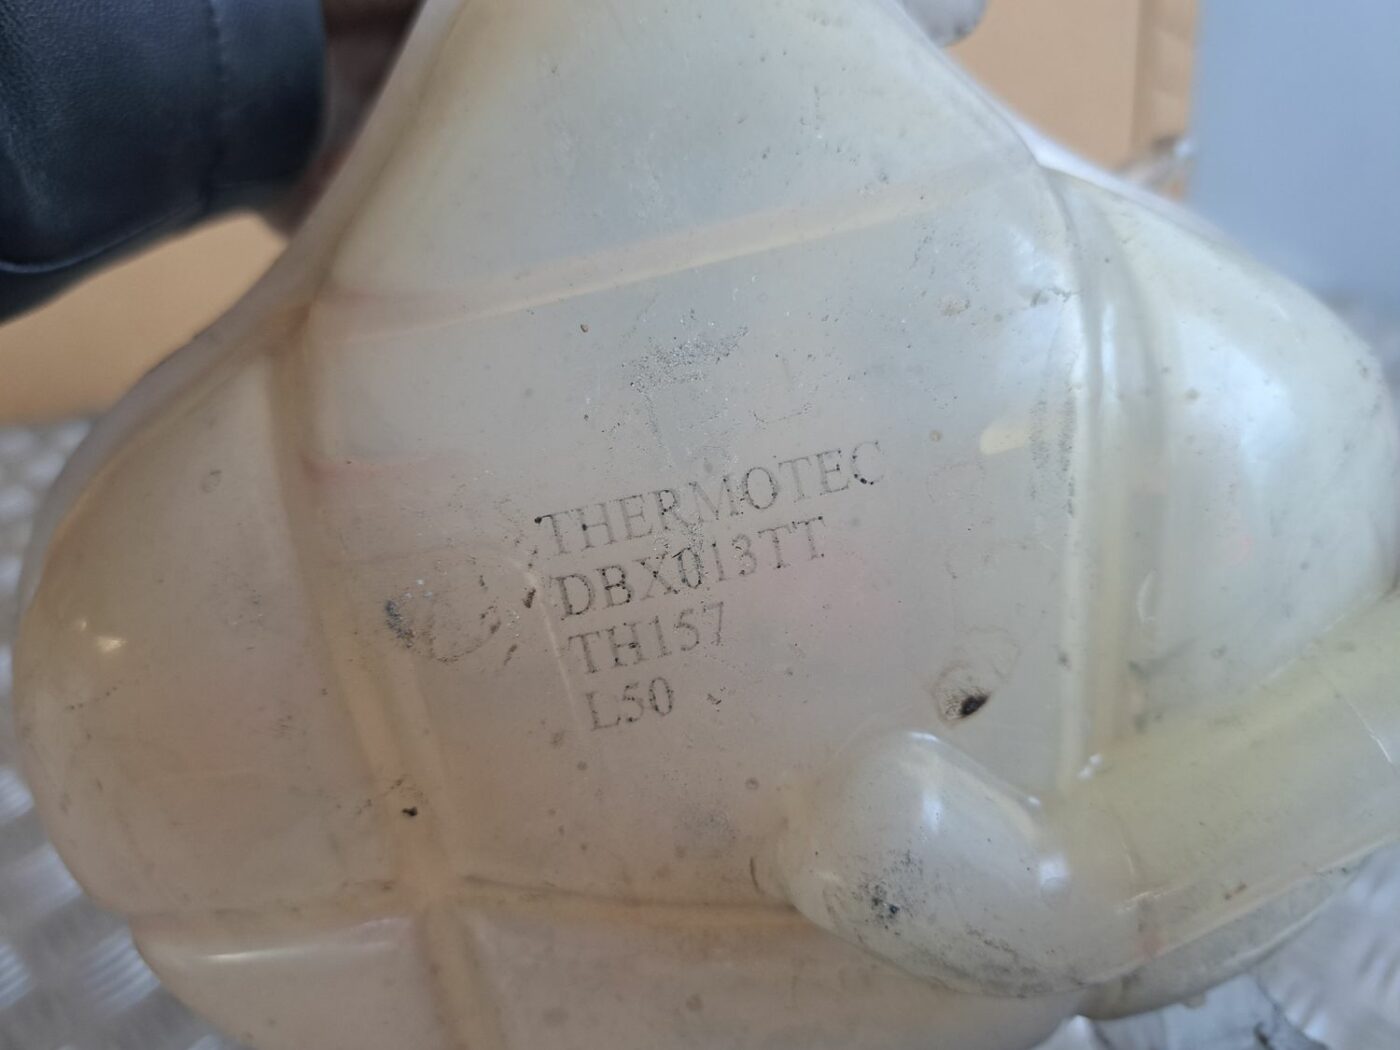 THERMOTEC
DBX013TT
TH157
L50